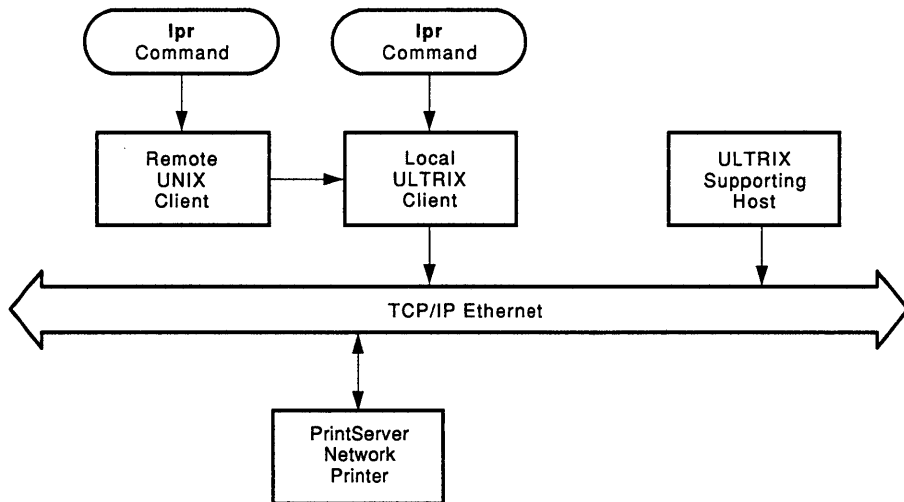 lpr
Command
lpr
Command
Remote
UNIX
Client
Local
ULTRIX
Client
ULTRIX
Supporting
Host
TCP/IP Ethernet
PrintServer
Network
Printer